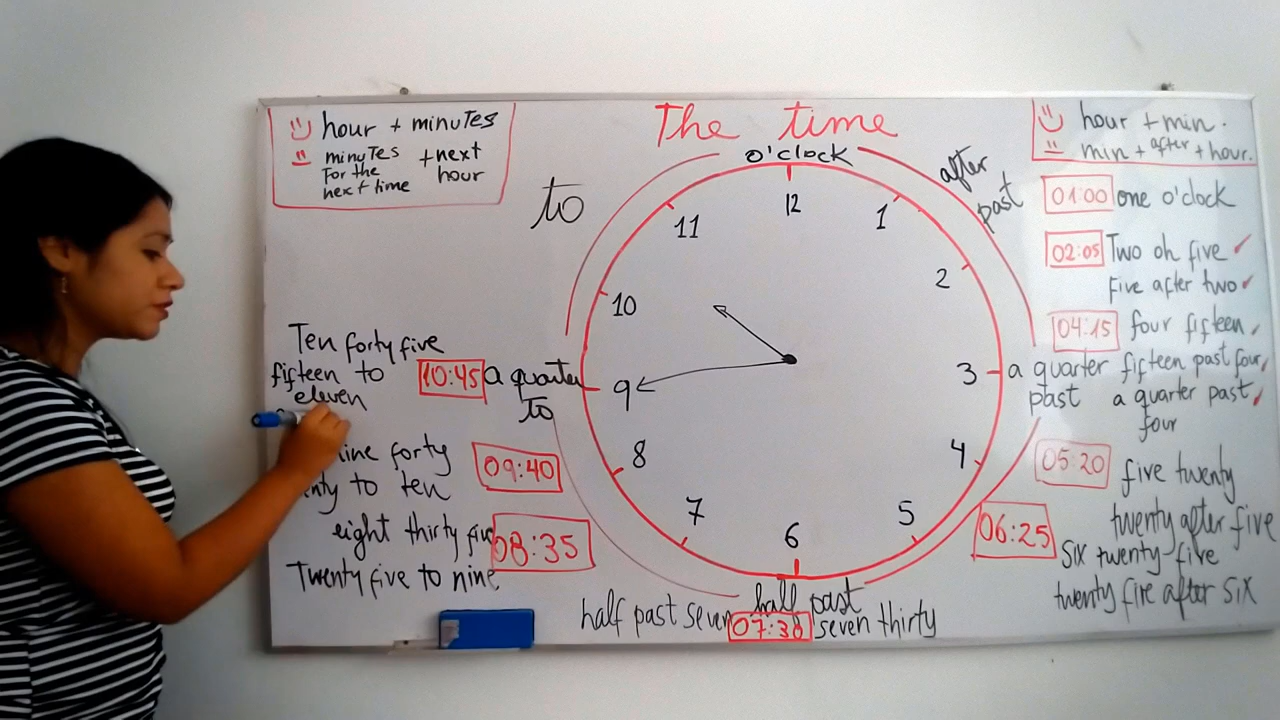 The time
hour + minutes
minutes
For the
next time
+next
hour
hour + min.
min + after + hour.
to
o'clock
after
past
12
1
2
3
4
5
6
7
8
9
10
11
01:00 one o'clock
02:05 Two oh five
Five after two
04:15 four fifteen
a quarter past
fifteen past four
a quarter past
four
05:20 five twenty
twenty after five
06:25 six twenty-five
twenty five after six
half past
half past seven 07:30 seven thirty
eight thirty five 08:35
Twenty five to nine
nine forty 09:40
to ten
Ten forty five
fifteen to
eleven
10:45 a quarter
to